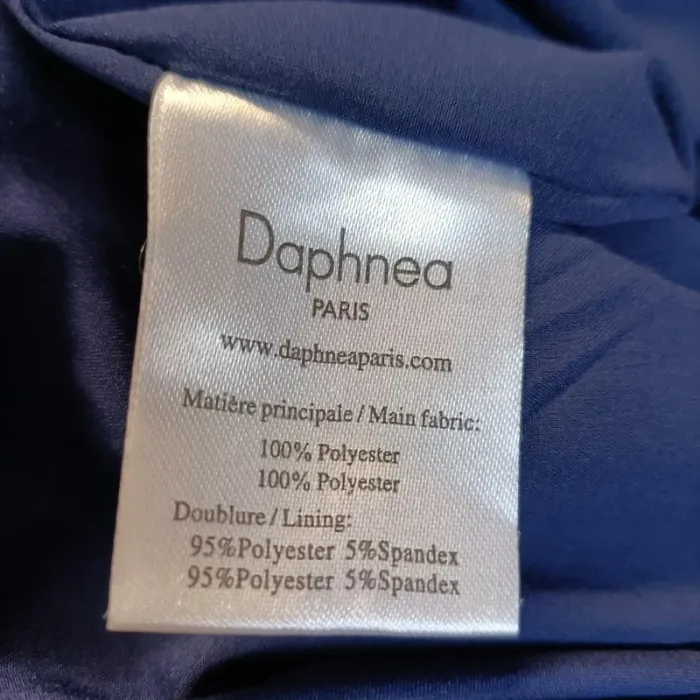 Daphnea
PARIS
www.daphneaparis.com
Matière principale / Main fabric:
100% Polyester
100% Polyester
Doublure / Lining:
95%Polyester 5%Spandex
95%Polyester 5%Spandex